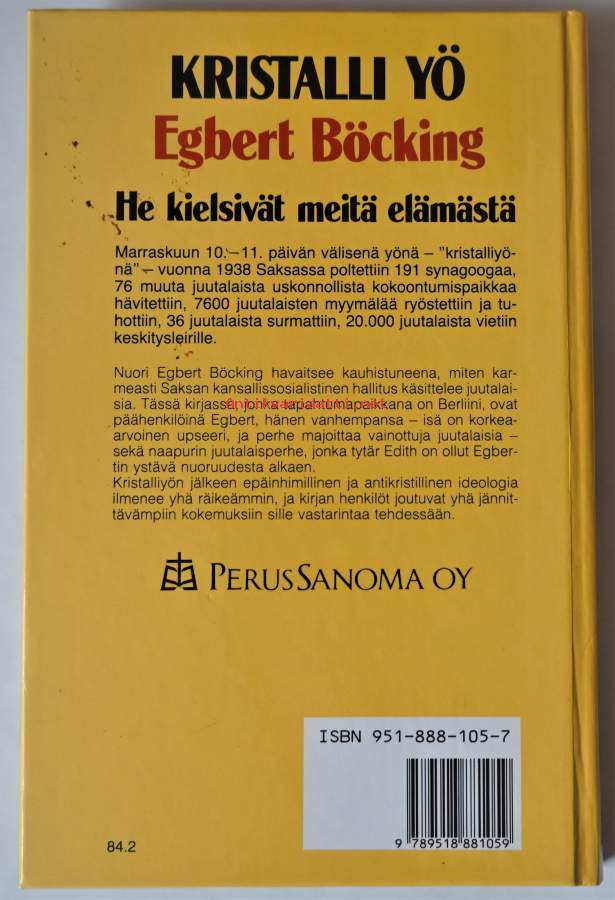 KRISTALLI YÖ
Egbert Böcking
He kielsivät meitä elämästä
Marraskuun 10.–11. päivän välisenä yönä – ”kristalliyö-
nä” – vuonna 1938 Saksassa poltettiin 191 synagoogaa,
76 muuta juutalaista uskonnollista kokoontumispaikkaa
hävitettiin, 7600 juutalaisten myymälää ryöstettiin ja tu-
hottiin, 36 juutalaista surmattiin, 20.000 juutalaista vietiin
keskitysleirille.
Nuori Egbert Böcking havaitsee kauhistuneena, miten kar-
measti Saksan kansallissosialistinen hallitus käsittelee juutalai-
sia. Tässä kirjassa, jonka tapahtumapaikkana on Berliini, ovat
päähenkilöinä Egbert, hänen vanhempansa – isä on korkea-
arvoinen upseeri, ja perhe majoittaa vainottuja juutalaisia –
sekä naapurin juutalaisperhe, jonka tytär Edith on ollut Egber-
tin ystävä nuoruudesta alkaen.
Kristalliyön jälkeen epäinhimillinen ja antikristillinen ideologia
ilmenee yhä räikeämmin, ja kirjan henkilöt joutuvat yhä jännit-
tävämpiin kokemuksiin sille vastarintaa tehdessään.
PERUSSANOMA OY
ISBN 951-888-105-7
9 789518 881059
84.2